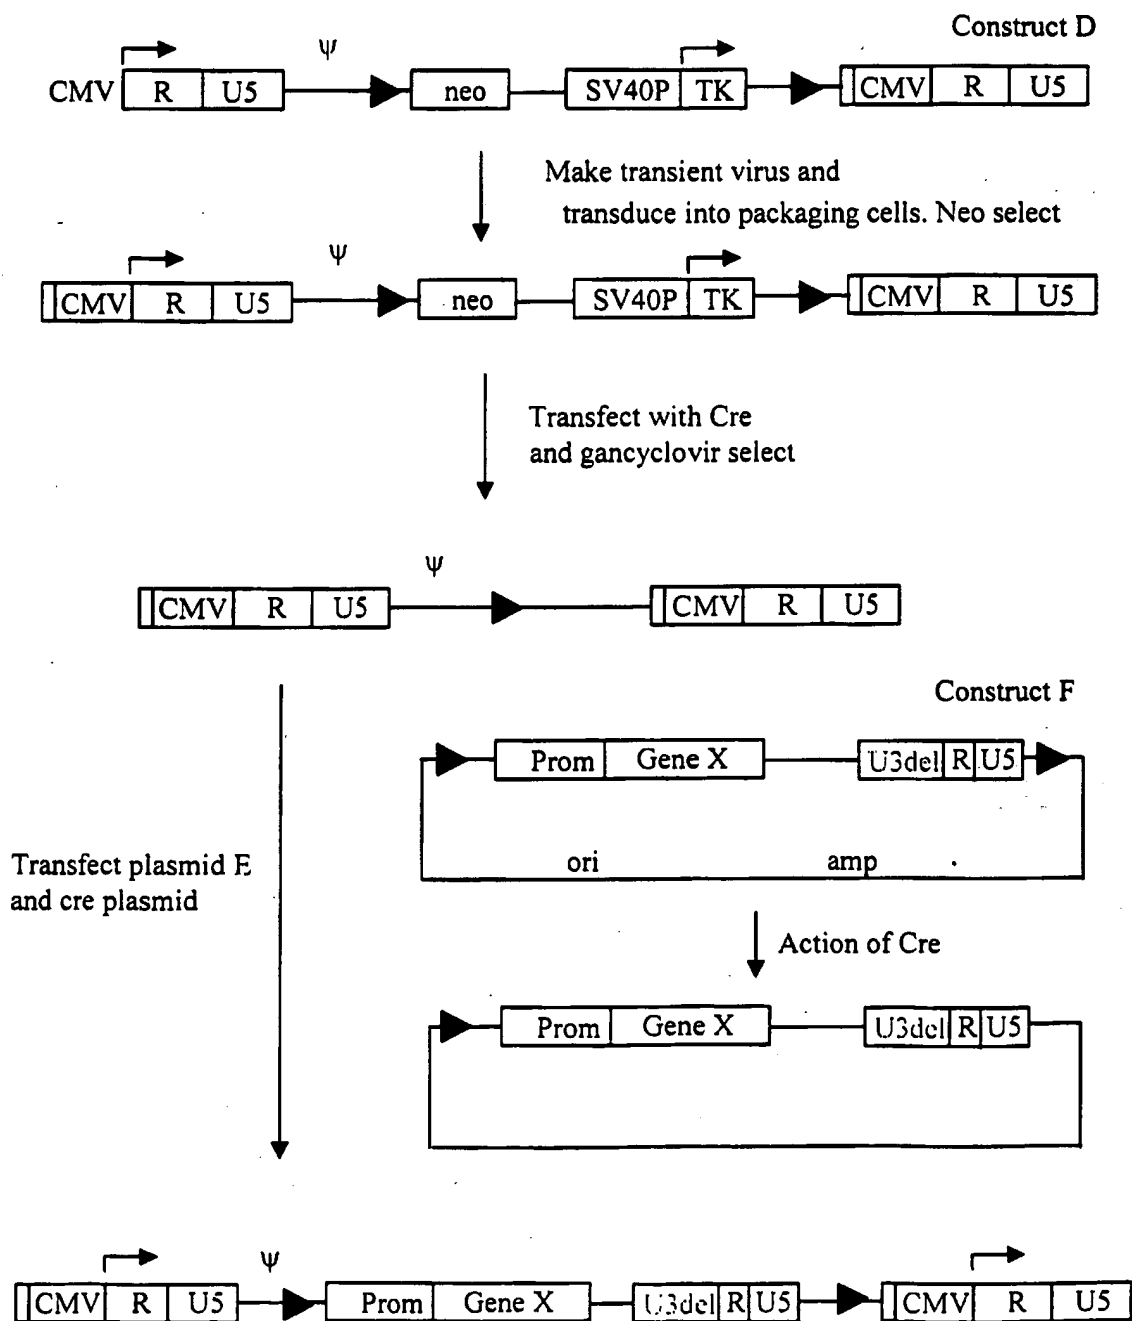 Construct D
ψ
CMV R U5 neo SV40P TK CMV R U5
Make transient virus and
transduce into packaging cells. Neo select
ψ
CMV R U5 neo SV40P TK CMV R U5
Transfect with Cre
and gancyclovir select
ψ
CMV R U5 CMV R U5
Construct F
Prom Gene X U3del R U5
ori amp
Transfect plasmid E
and cre plasmid
Action of Cre
Prom Gene X U3del R U5
ψ
CMV R U5 Prom Gene X U3del R U5 CMV R U5